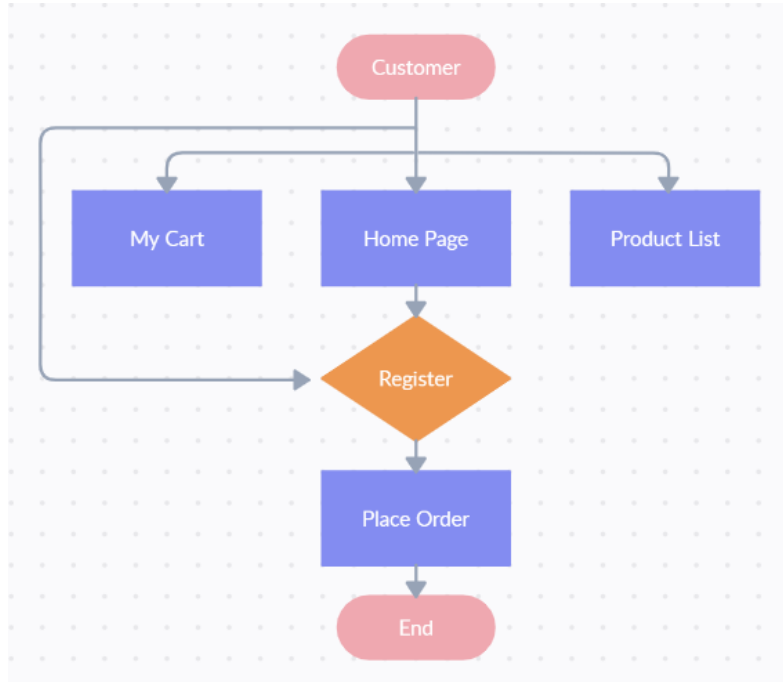 Customer
My Cart
Home Page
Product List
Register
Place Order
End